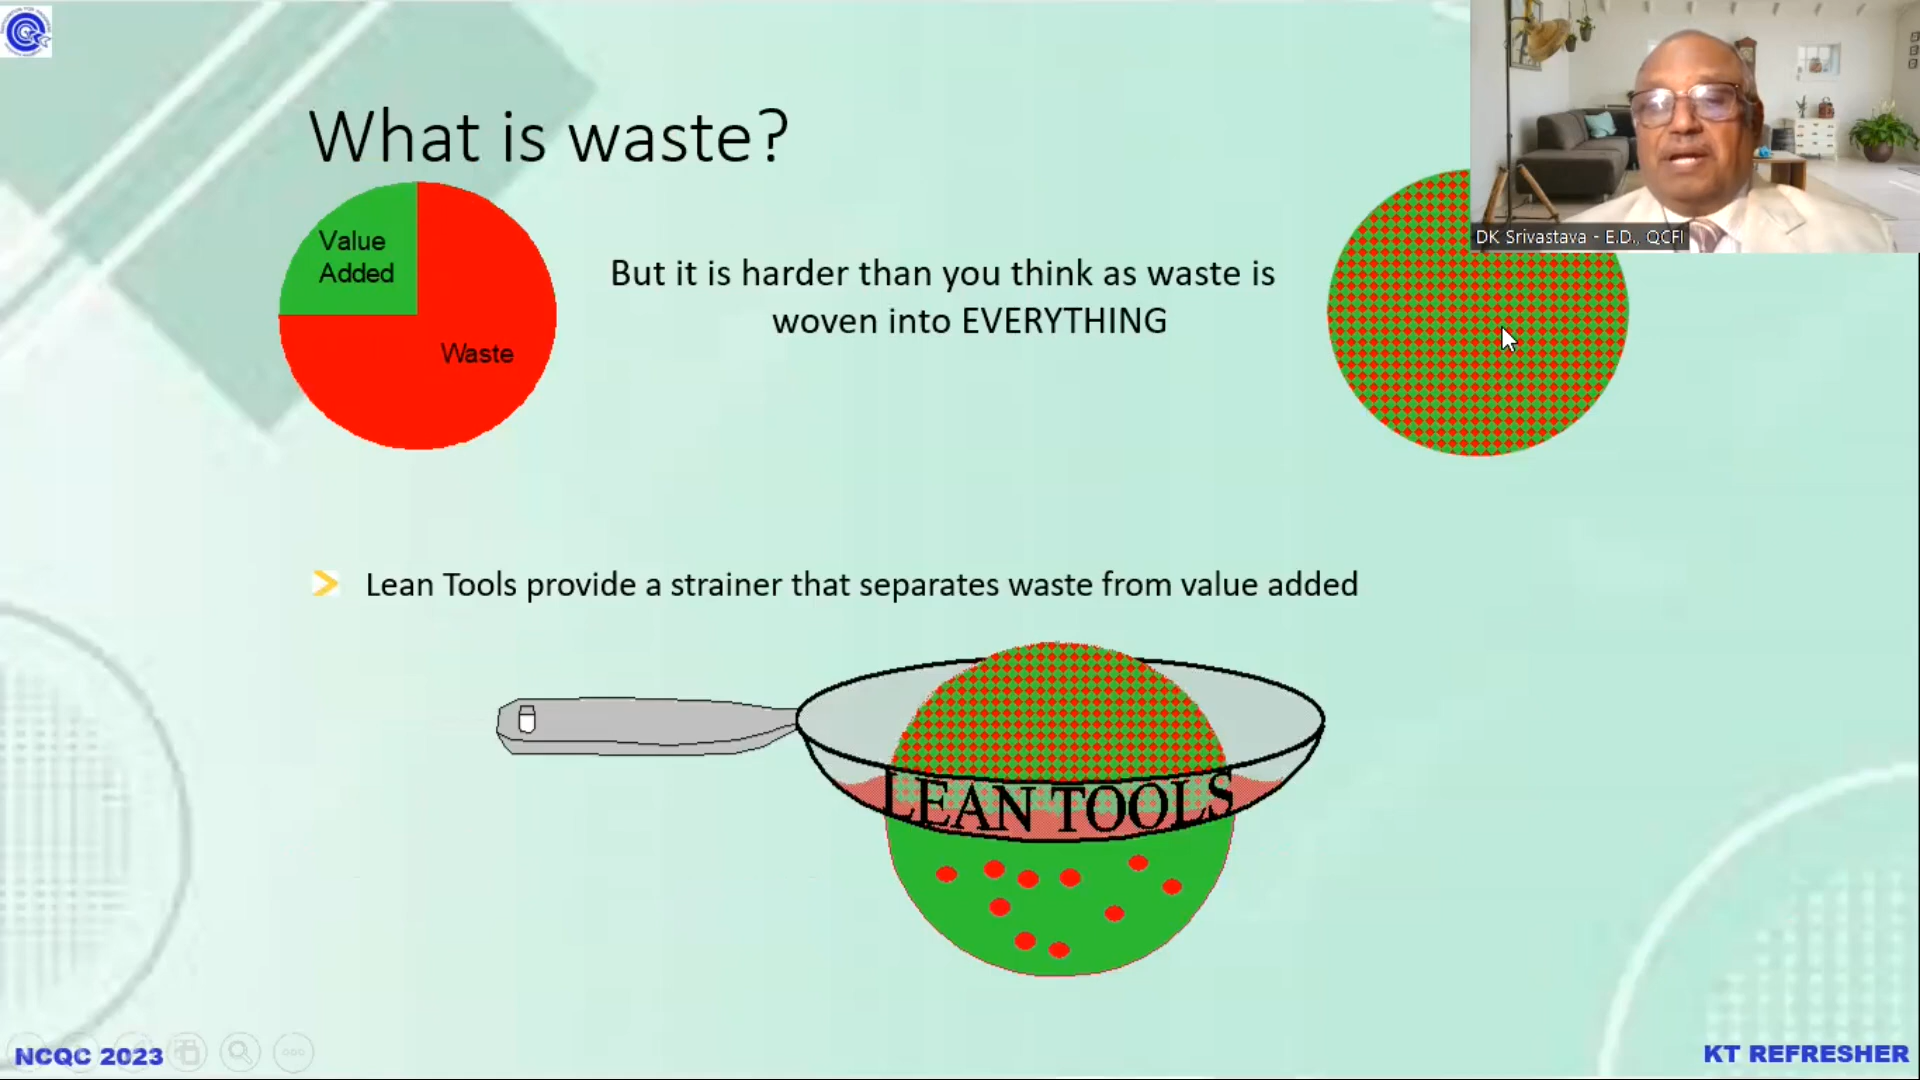 What is waste?
Value
Added
Waste
But it is harder than you think as waste is
woven into EVERYTHING
DK Srivastava - E.D., QCFI
Lean Tools provide a strainer that separates waste from value added
LEAN TOOLS
NCQC 2023
KT REFRESHER